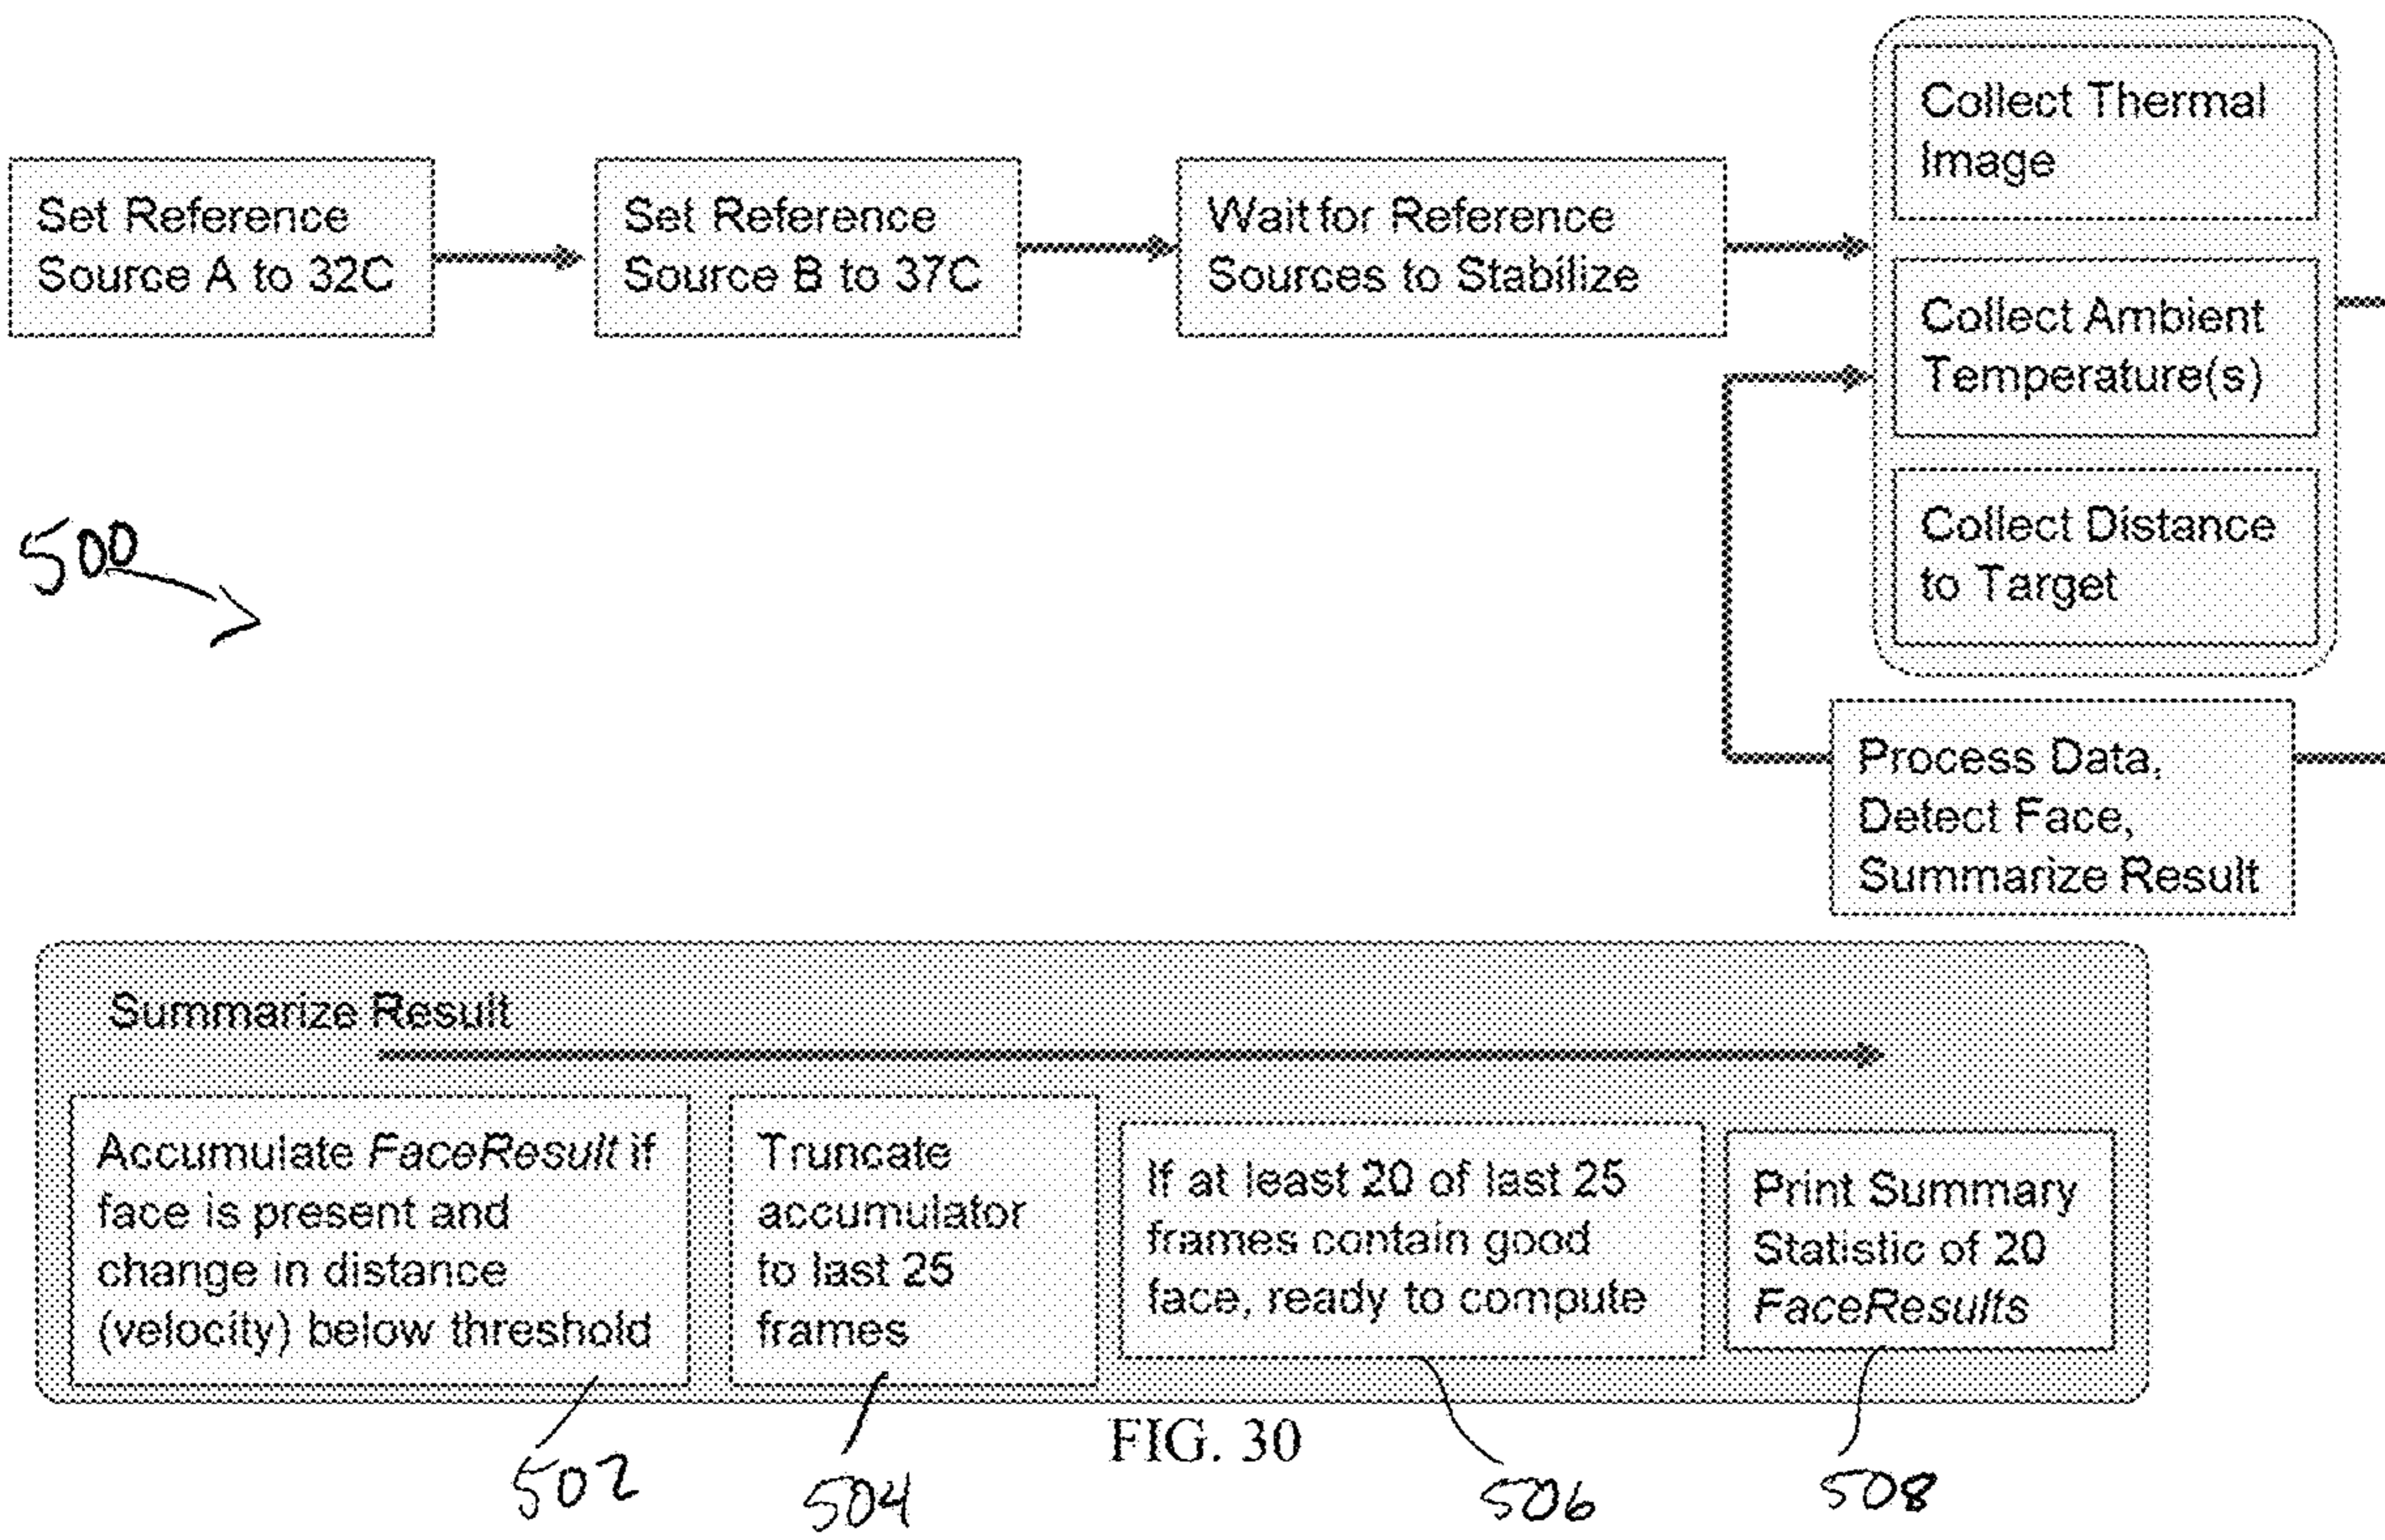 Set Reference
Source A to 32C
Set Reference
Source B to 37C
Wait for Reference
Sources to Stabilize
Collect Thermal
Image
Collect Ambient
Temperature(s)
Collect Distance
to Target
500
Process Data,
Detect Face,
Summarize Result
Summarize Result
Accumulate FaceResult if
face is present and
change in distance
(velocity) below threshold
Truncate
accumulator
to last 25
frames
If at least 20 of last 25
frames contain good
face, ready to compute
Print Summary
Statistic of 20
FaceResults
FIG. 30
502
504
506
508